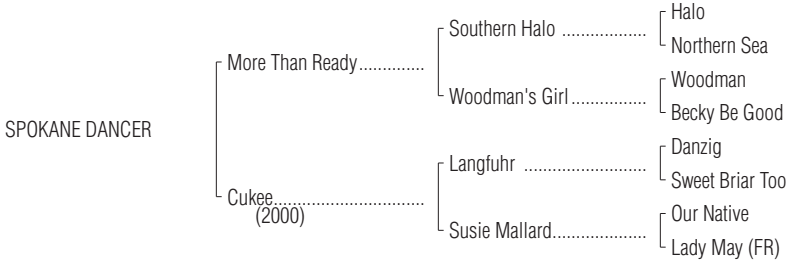 Halo
Southern Halo ..................
Northern Sea
More Than Ready..............
Woodman
Woodman's Girl................
Becky Be Good
SPOKANE DANCER
Danzig
Langfuhr ..........................
Sweet Briar Too
Cukee................................
(2000)
Our Native
Susie Mallard....................
Lady May (FR)